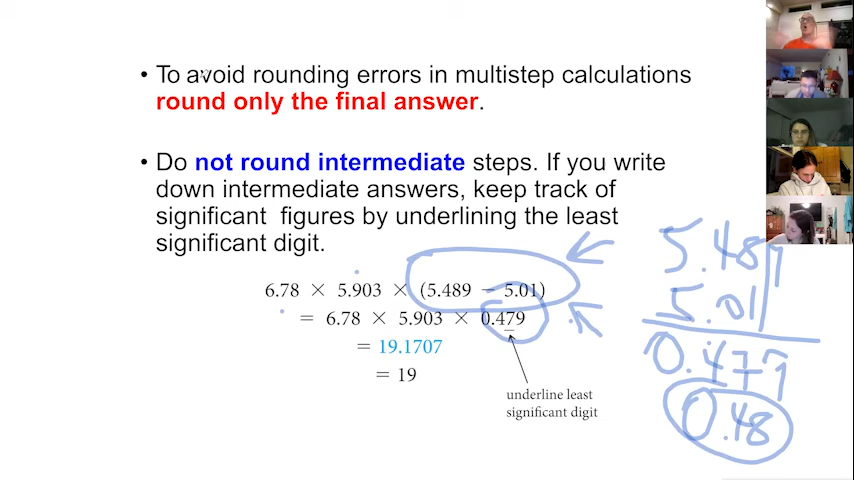 • To avoid rounding errors in multistep calculations
round only the final answer.
• Do not round intermediate steps. If you write
down intermediate answers, keep track of
significant figures by underlining the least
significant digit.
6.78 × 5.903 × (5.489 − 5.01)
= 6.78 × 5.903 × 0.479
= 19.1707
= 19
underline least
significant digit
5.489
5.01
0.479
0.48